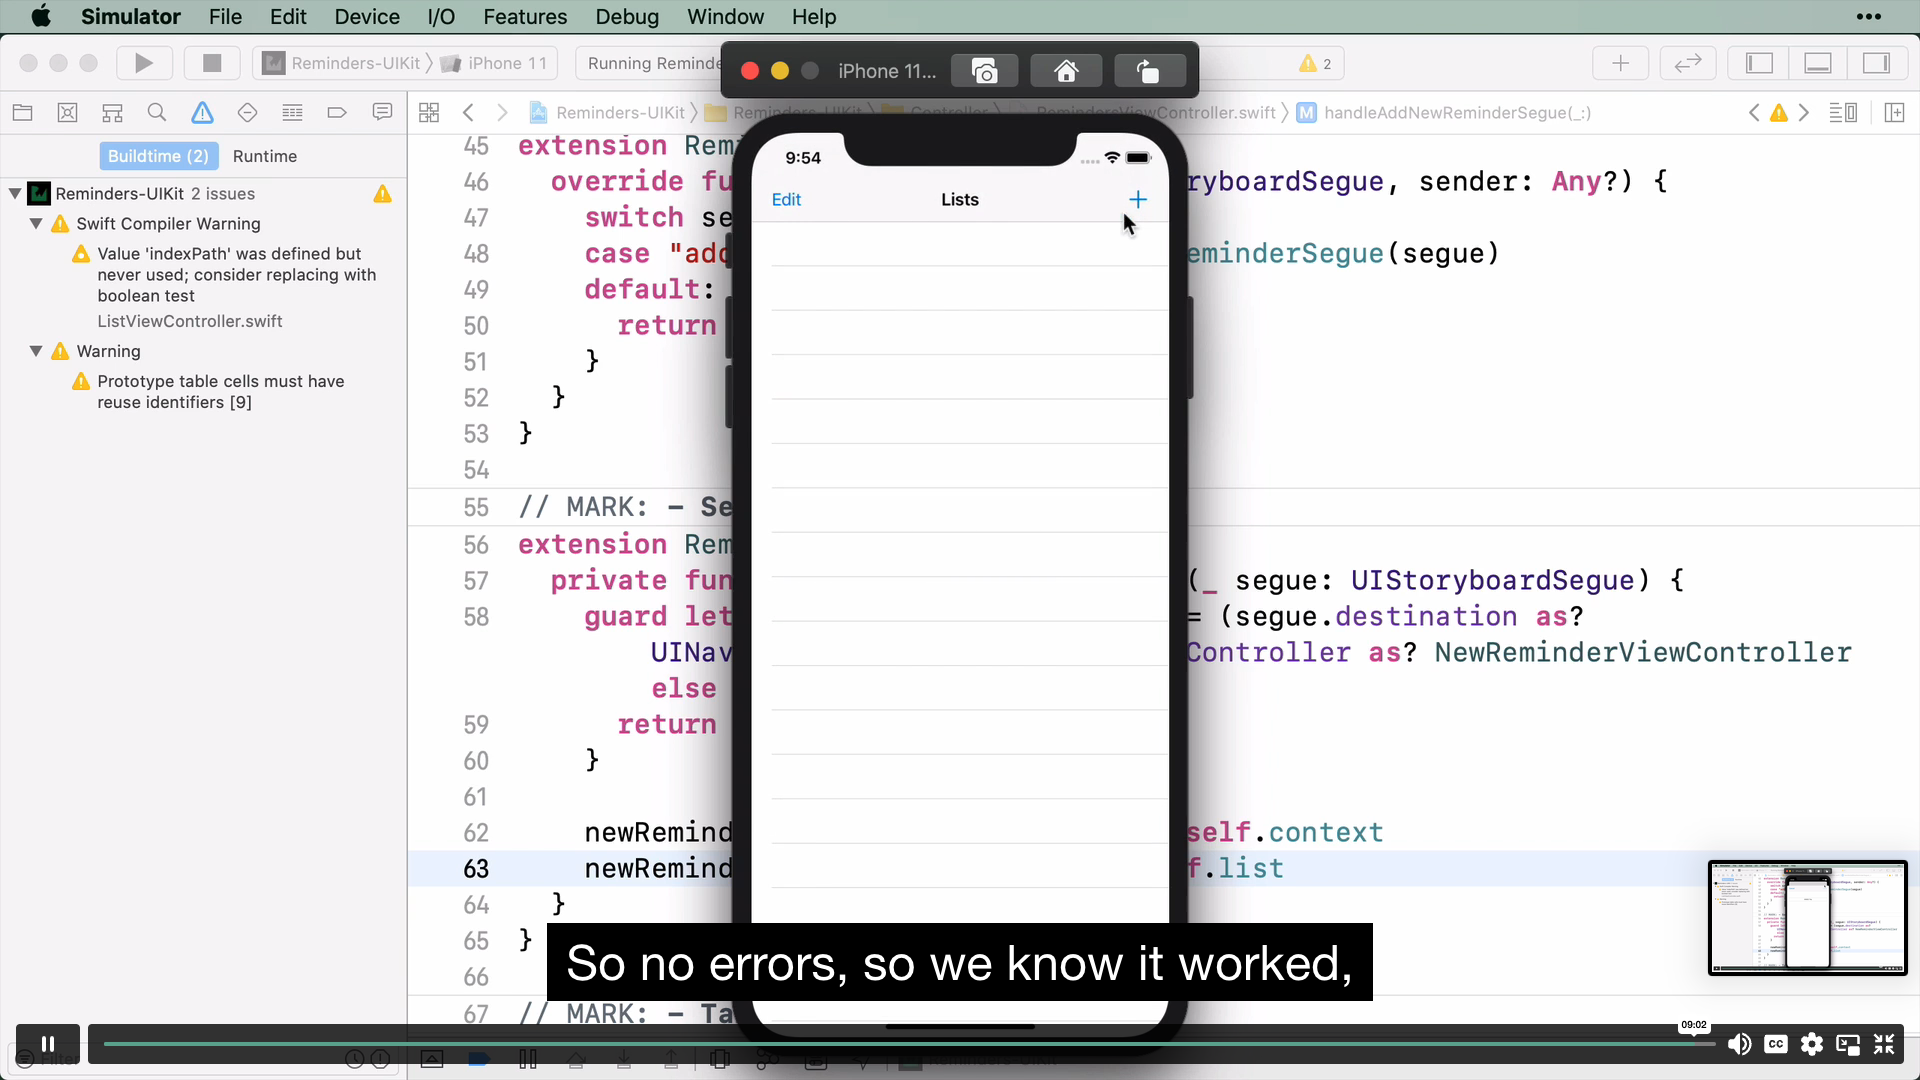 Simulator File Edit Device I/O Features Debug Window Help
Reminders-UIKit iPhone 11
Running Reminde
iPhone 11...
2
Reminders-UIKit Reminders-UIKit Controller RemindersViewController.swift M handleAddNewReminderSegue(_:)
Buildtime (2) Runtime
Reminders-UIKit 2 issues
Swift Compiler Warning
Value 'indexPath' was defined but
never used; consider replacing with
boolean test
ListViewController.swift
Warning
Prototype table cells must have
reuse identifiers [9]
9:54
Edit Lists +
45 extension Remi
46 override fu ryboardSegue, sender: Any?) {
47 switch se
48 case "add eminderSegue(segue)
49 default:
50 return
51 }
52 }
53 }
54
55 // MARK: - Se
56 extension Rem
57 private fun (_ segue: UIStoryboardSegue) {
58 guard let = (segue.destination as?
UINav Controller as? NewReminderViewController
else
59 return
60 }
61
62 newRemind self.context
63 newRemind f.list
64 }
65 }
66
67 // MARK: - Ta
So no errors, so we know it worked,
09:02
CC
Filter
Reminders-UIKit